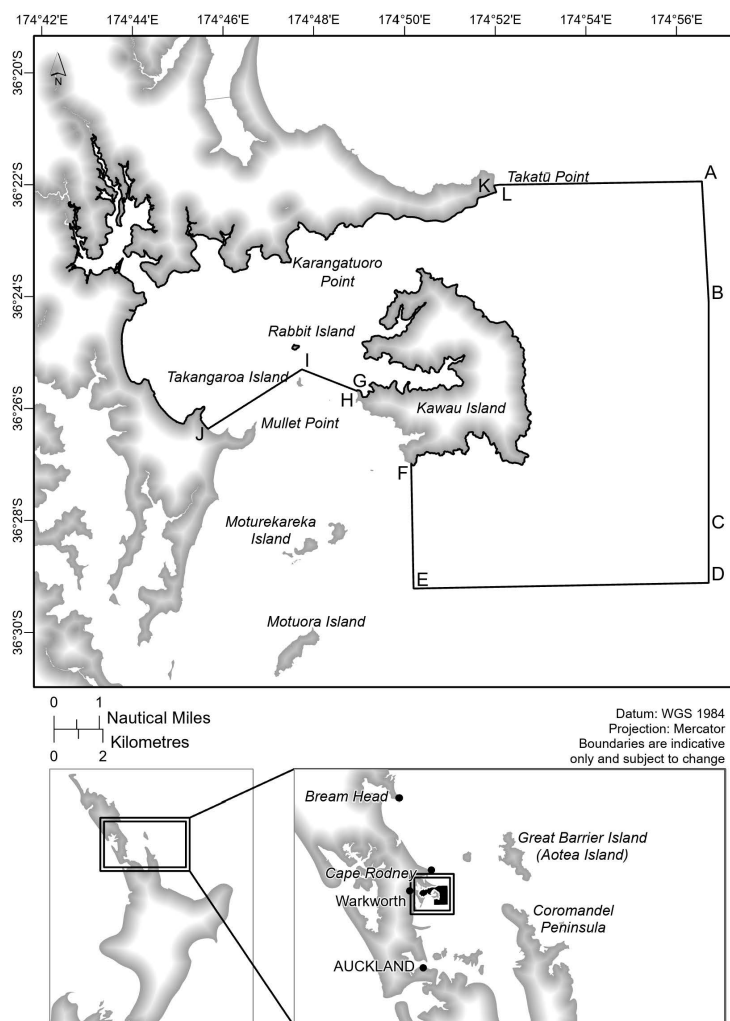 174°42'E 174°44'E 174°46'E 174°48'E 174°50'E 174°52'E 174°54'E 174°56'E
36°20'S
N
36°22'S
K
L
Takatū Point
A
Karangatuoro
Point
36°24'S
B
Rabbit Island
I
Takangaroa Island
G
H
36°26'S
Kawau Island
J
Mullet Point
F
36°28'S
Moturekareka
Island
C
E
D
36°30'S
Motuora Island
0 1
Nautical Miles
Kilometres
0 2
Datum: WGS 1984
Projection: Mercator
Boundaries are indicative
only and subject to change
Bream Head
Great Barrier Island
(Aotea Island)
Cape Rodney
Warkworth
Coromandel
Peninsula
AUCKLAND